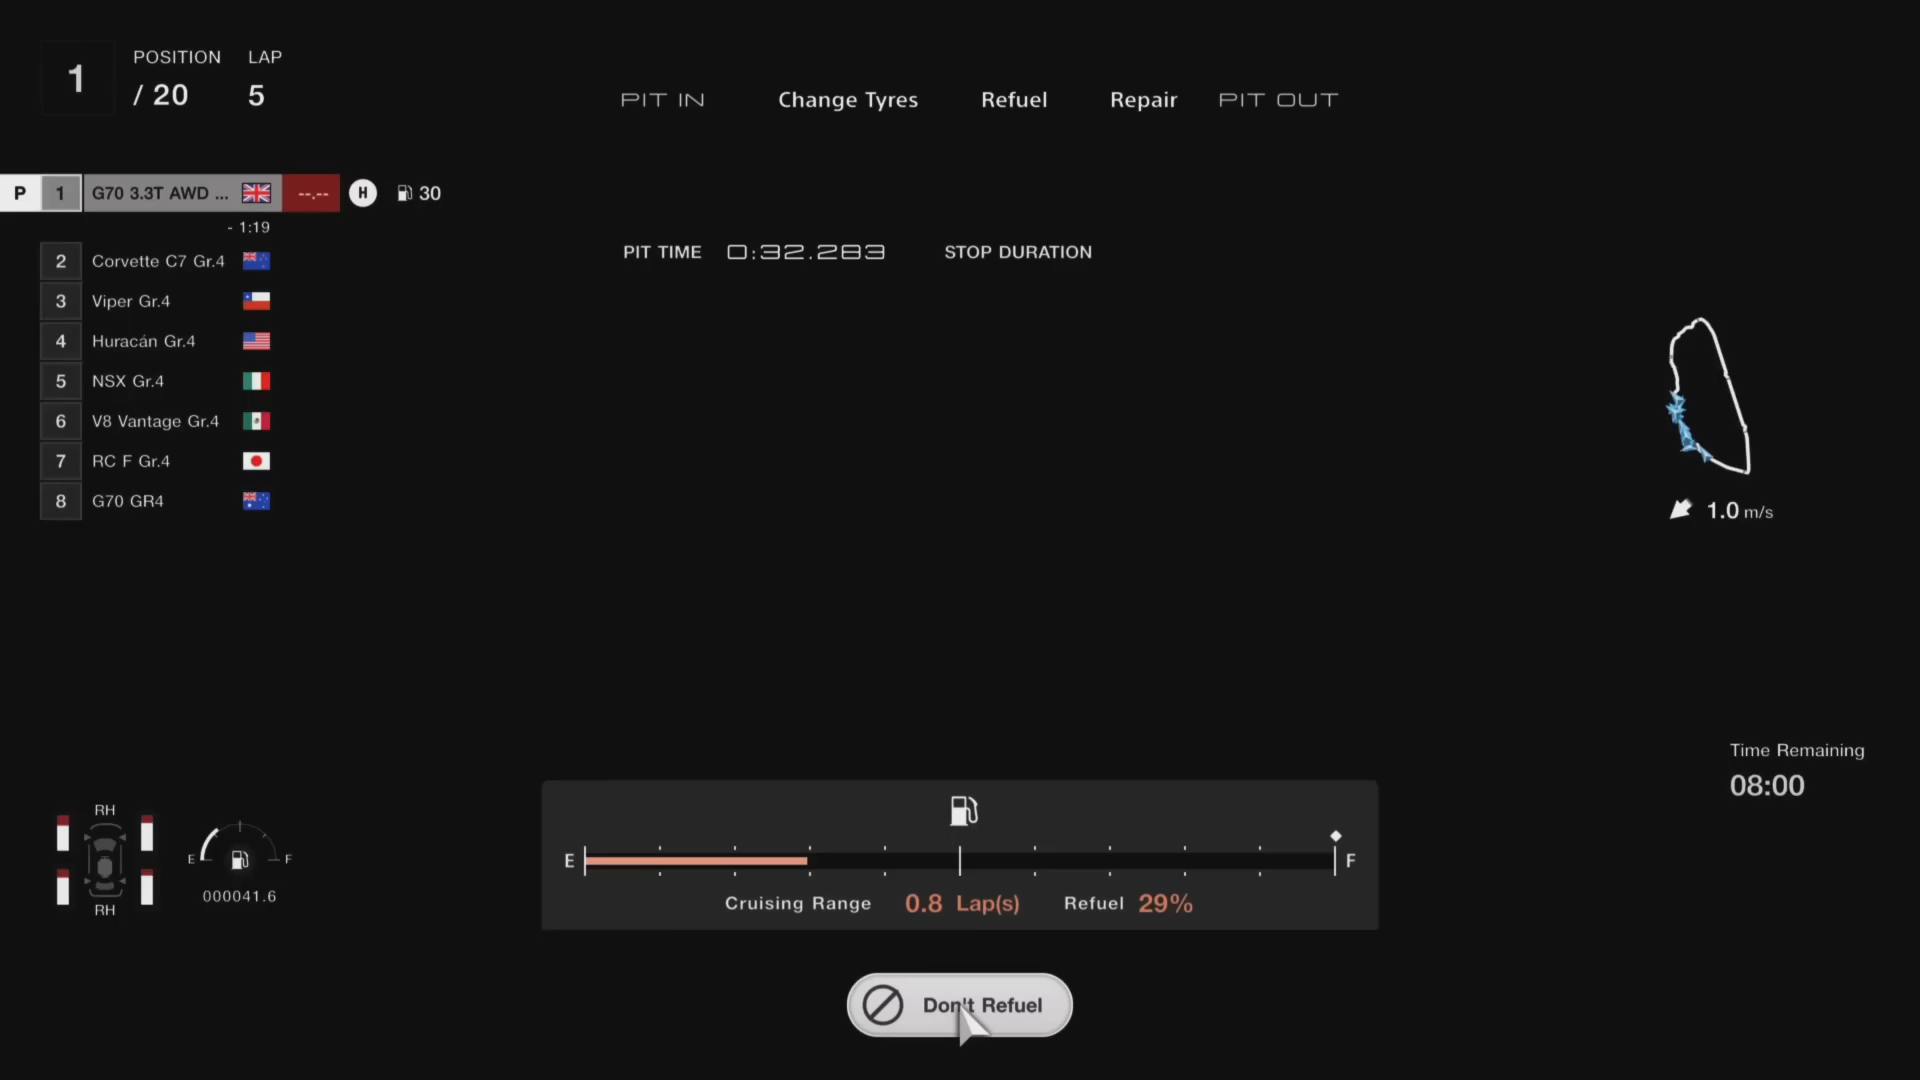 1
POSITION LAP
/ 20 5
PIT IN Change Tyres Refuel Repair PIT OUT
P 1 G70 3.3T AWD ... --.-- H 30
- 1:19
PIT TIME 0:32.283 STOP DURATION
2 Corvette C7 Gr.4
3 Viper Gr.4
4 Huracán Gr.4
5 NSX Gr.4
6 V8 Vantage Gr.4
7 RC F Gr.4
8 G70 GR4
1.0 m/s
Time Remaining
08:00
RH
E F
000041.6
RH
E F
Cruising Range 0.8 Lap(s) Refuel 29%
Don't Refuel